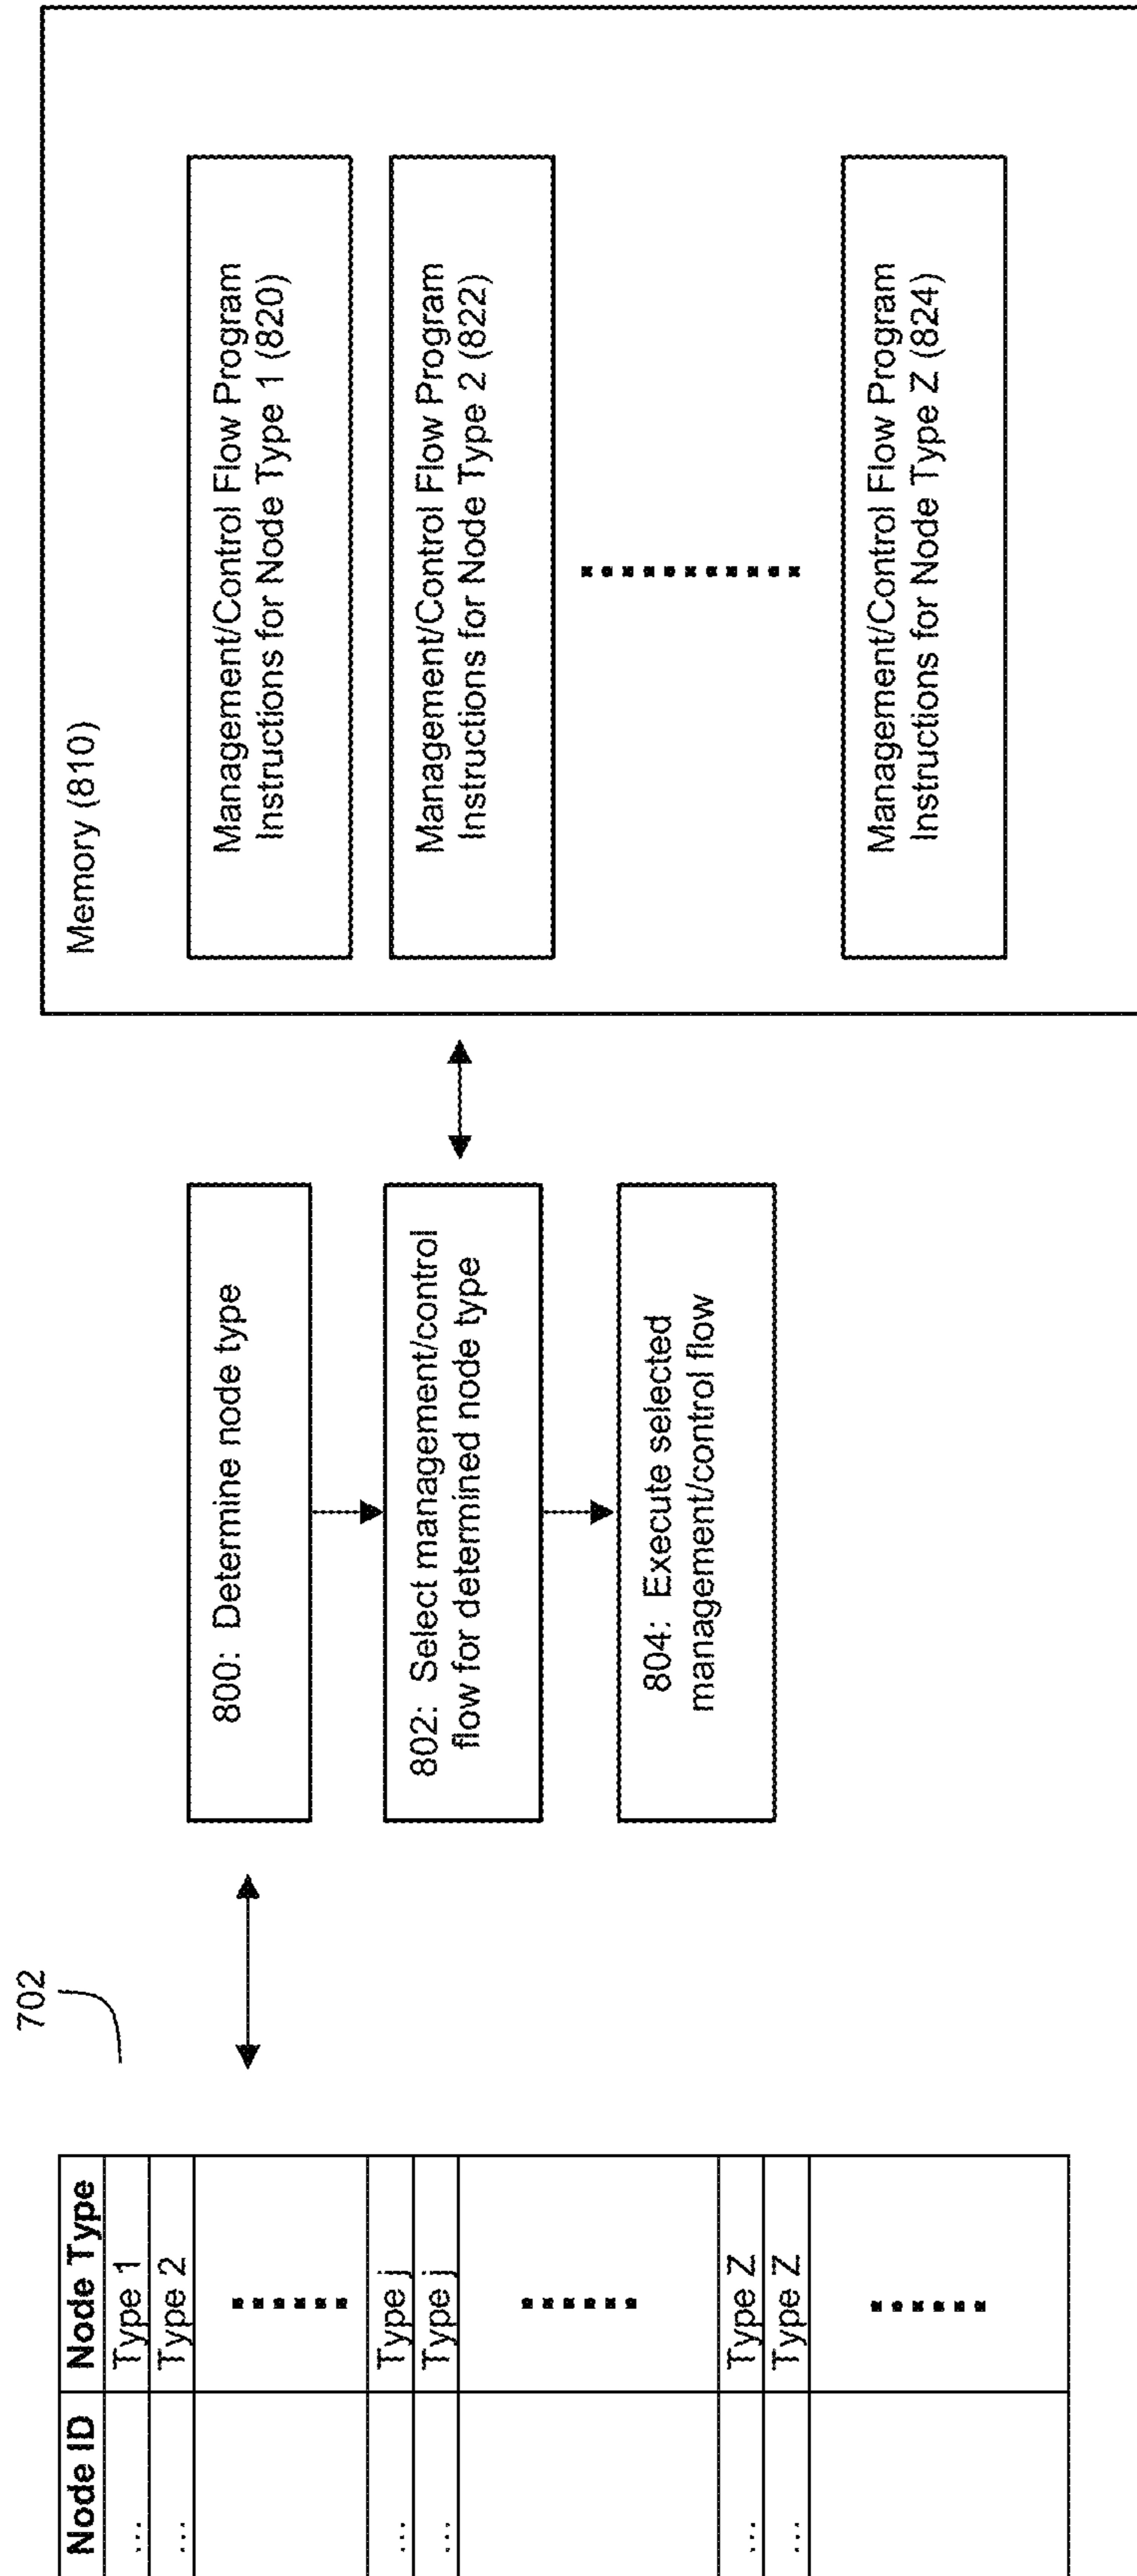 702
Node ID Node Type
... Type 1
... Type 2
... Type j
... Type j
... Type Z
... Type Z
800: Determine node type
802: Select management/control
flow for determined node type
804: Execute selected
management/control flow
Memory (810)
Management/Control Flow Program
Instructions for Node Type 1 (820)
Management/Control Flow Program
Instructions for Node Type 2 (822)
Management/Control Flow Program
Instructions for Node Type Z (824)